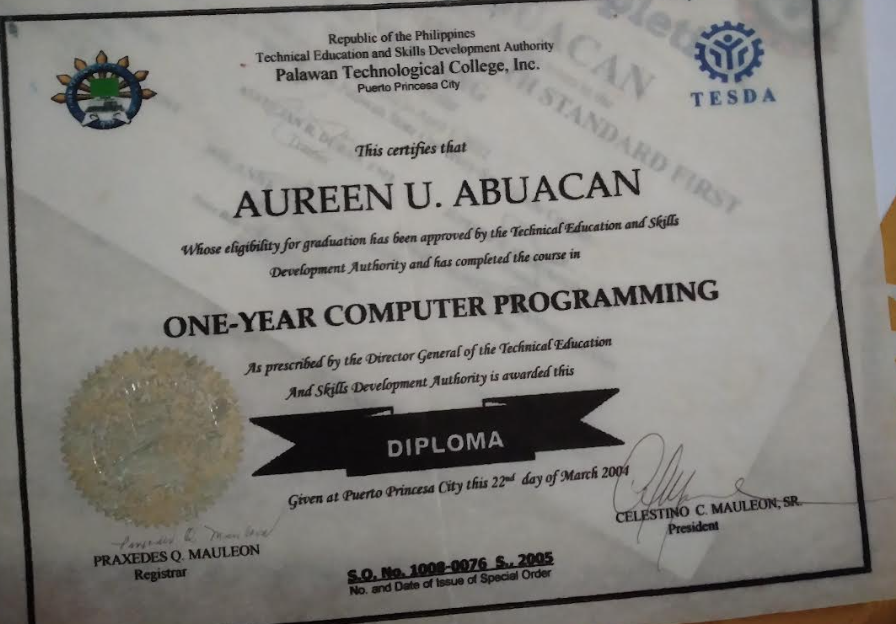 Republic of the Philippines
Technical Education and Skills Development Authority
Palawan Technological College, Inc.
Puerto Princesa City
TESDA
This certifies that
AUREEN U. ABUACAN
Whose eligibility for graduation has been approved by the Technical Education and Skills
Development Authority and has completed the course in
ONE-YEAR COMPUTER PROGRAMMING
As prescribed by the Director General of the Technical Education
And Skills Development Authority is awarded this
DIPLOMA
Given at Puerto Princesa City this 22nd day of March 2004
CELESTINO C. MAULEON, SR.
President
PRAXEDES Q. MAULEON
Registrar
S.O. No. 1008-0076 S., 2005
No. and Date of Issue of Special Order
STANDARD FIRST